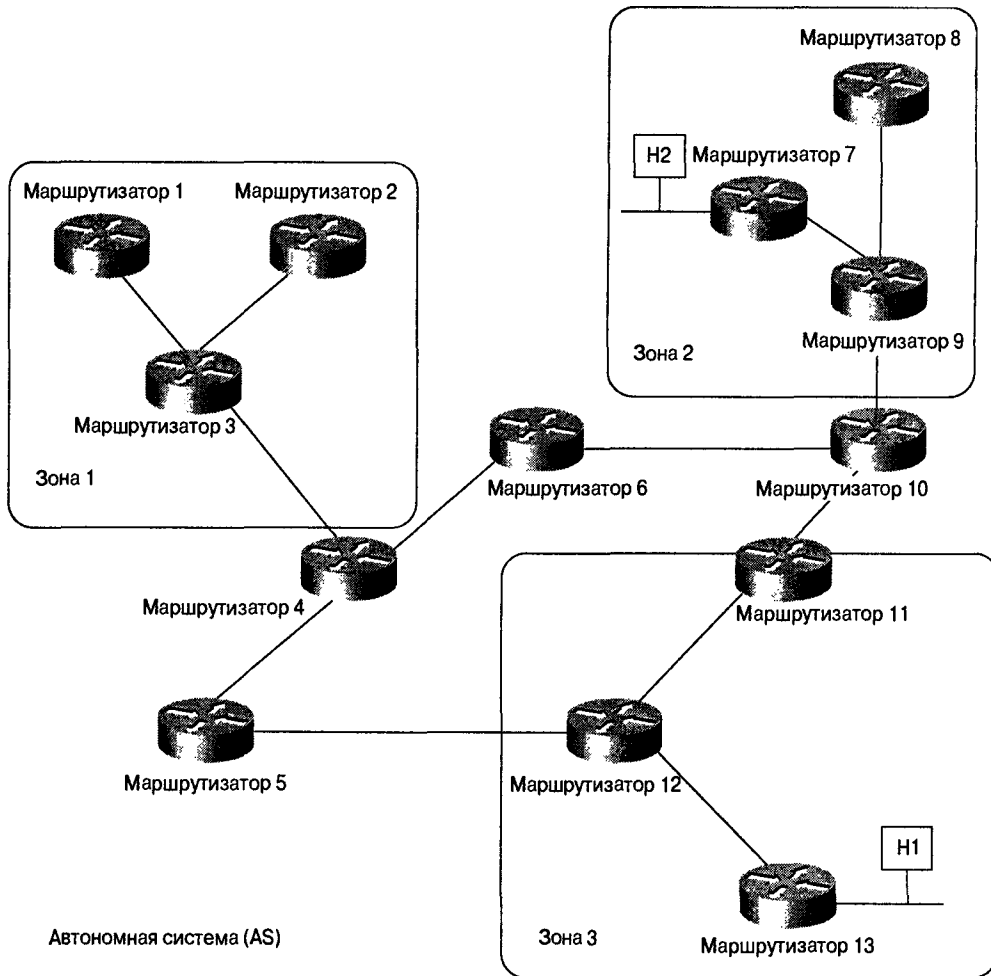 Маршрутизатор 8
H2
Маршрутизатор 7
Маршрутизатор 1
Маршрутизатор 2
Маршрутизатор 9
Зона 2
Маршрутизатор 3
Зона 1
Маршрутизатор 6
Маршрутизатор 10
Маршрутизатор 4
Маршрутизатор 11
Маршрутизатор 5
Маршрутизатор 12
H1
Автономная система (AS)
Зона 3
Маршрутизатор 13